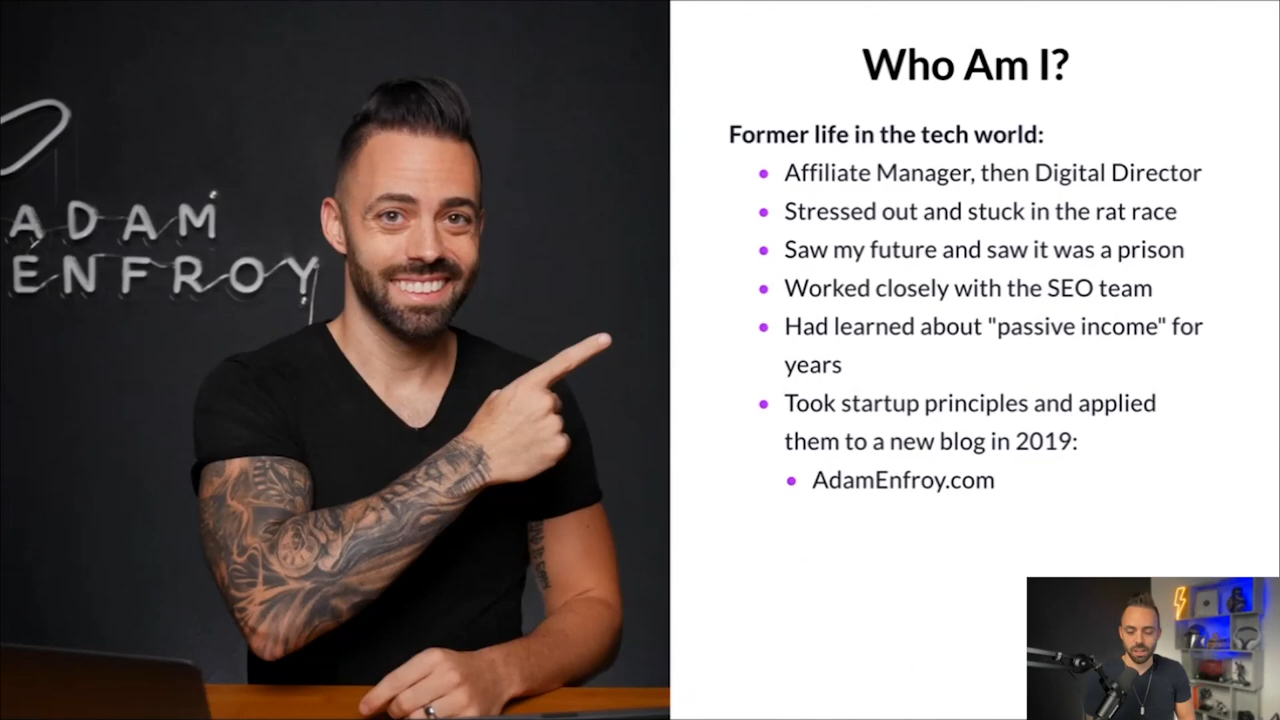 ADAM
ENFROY
Who Am I?
Former life in the tech world:
Affiliate Manager, then Digital Director
Stressed out and stuck in the rat race
Saw my future and saw it was a prison
Worked closely with the SEO team
Had learned about "passive income" for
years
Took startup principles and applied
them to a new blog in 2019:
AdamEnfroy.com